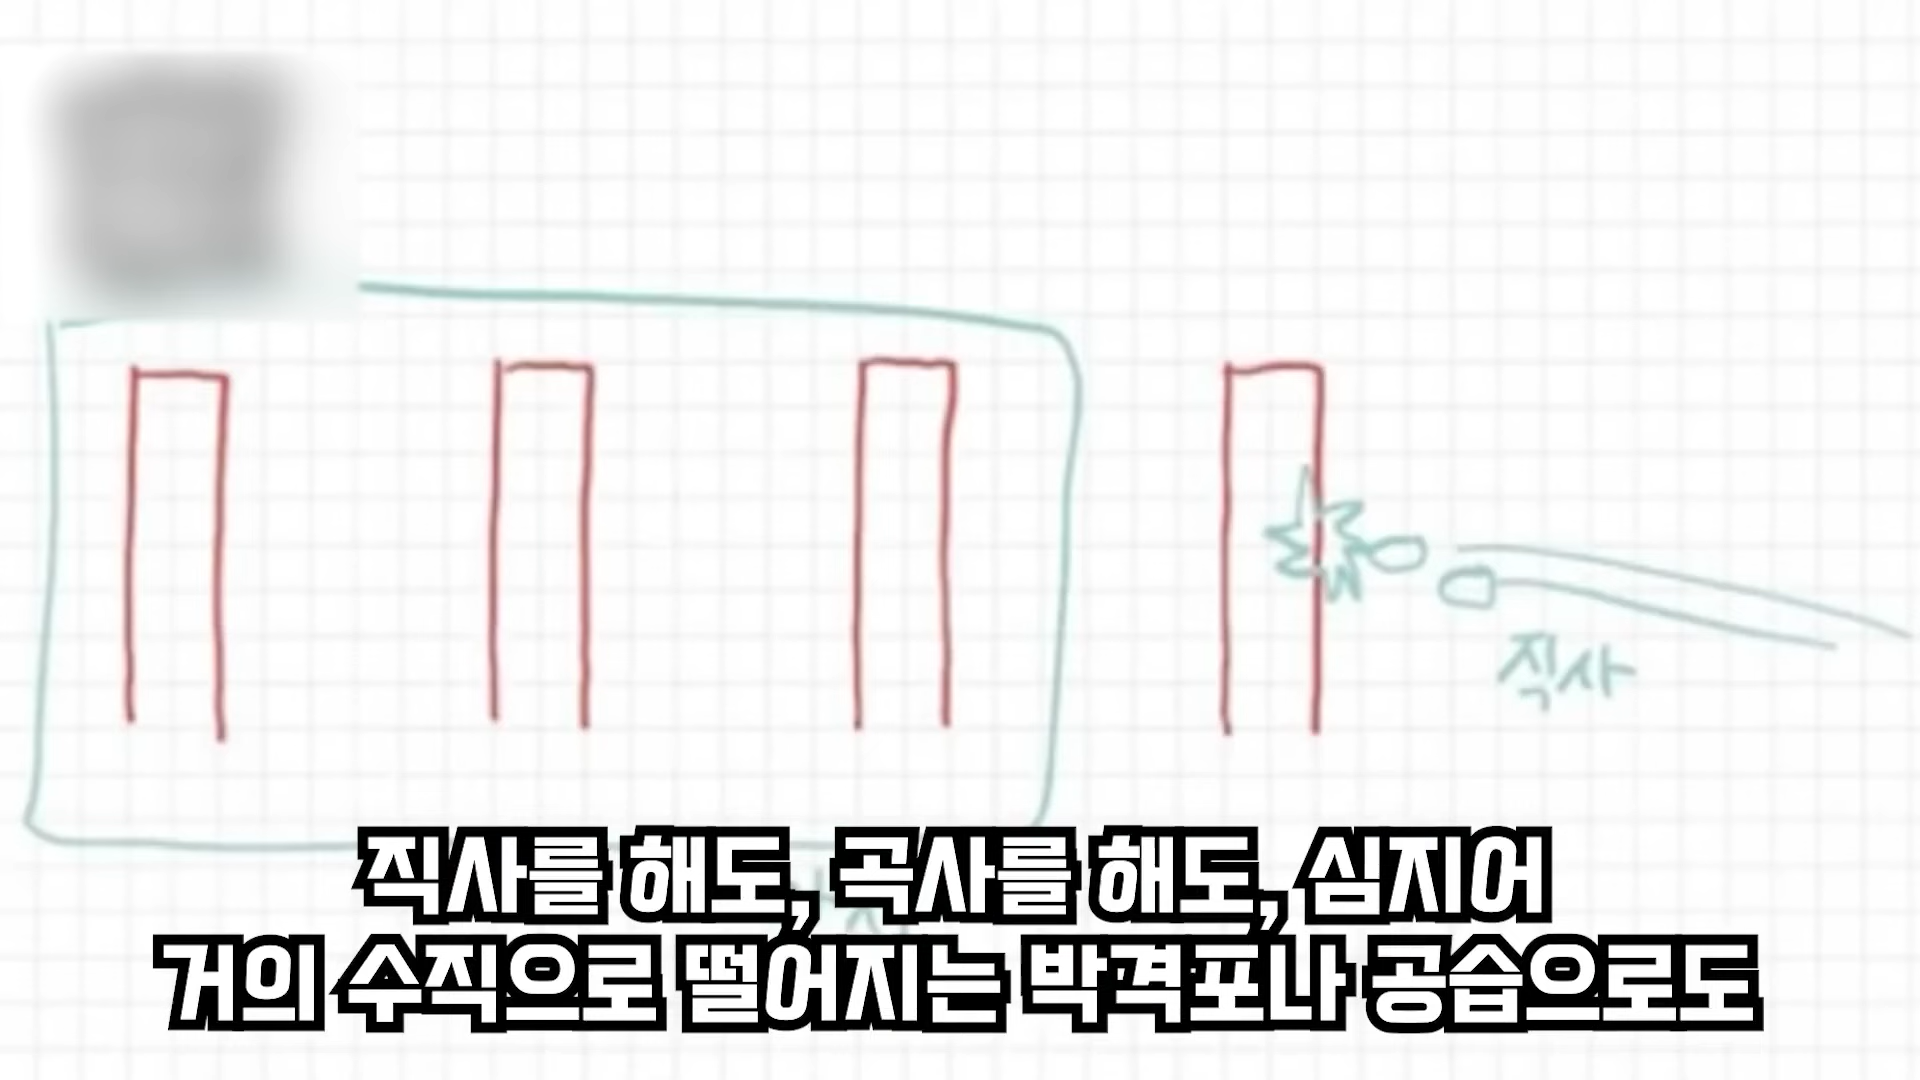 직사
직사를 해도, 곡사를 해도, 심지어
거의 수직으로 떨어지는 박격포나 공습으로도